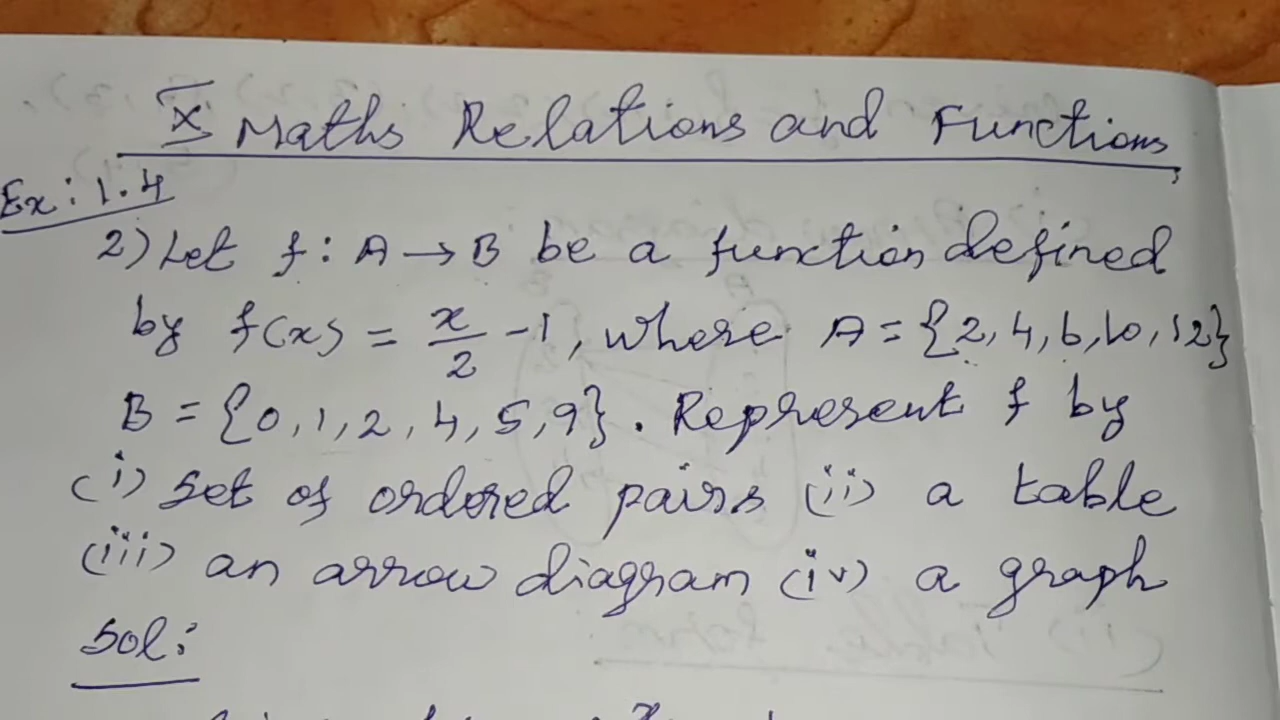 X Maths Relations and Functions
Ex: 1.4
2) Let f : A → B be a function defined
by f(x) = x/2 - 1, where A = {2, 4, 6, 10, 12}
B = {0, 1, 2, 4, 5, 9}. Represent f by
(i) set of ordered pairs (ii) a table
(iii) an arrow diagram (iv) a graph
Sol: